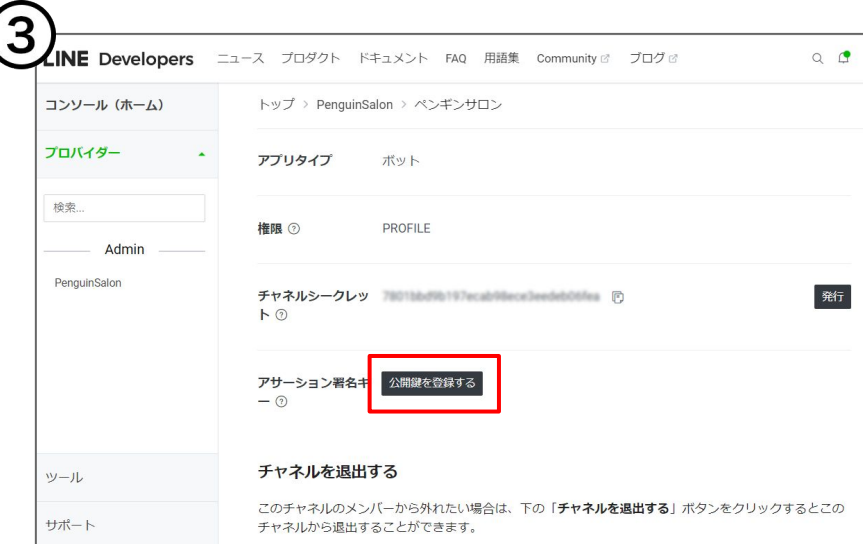 ③
LINE Developers ニュース プロダクト ドキュメント FAQ 用語集 Community ブログ
コンソール（ホーム）
トップ > PenguinSalon > ペンギンサロン
プロバイダー
アプリタイプ ボット
検索...
権限 PROFILE
Admin
PenguinSalon
チャネルシークレッ
ト
発行
アサーション署名キ
ー
公開鍵を登録する
チャネルを退出する
ツール
このチャネルのメンバーから外れたい場合は、下の「チャネルを退出する」ボタンをクリックするとこの
チャネルから退出することができます。
サポート